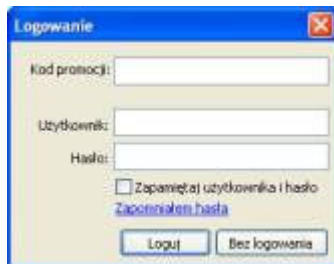 Logowanie
Kod promocji:
Użytkownik:
Hasło:
Zapamiętaj użytkownika i hasło
Zapomniałem hasła
Loguj
Bez logowania